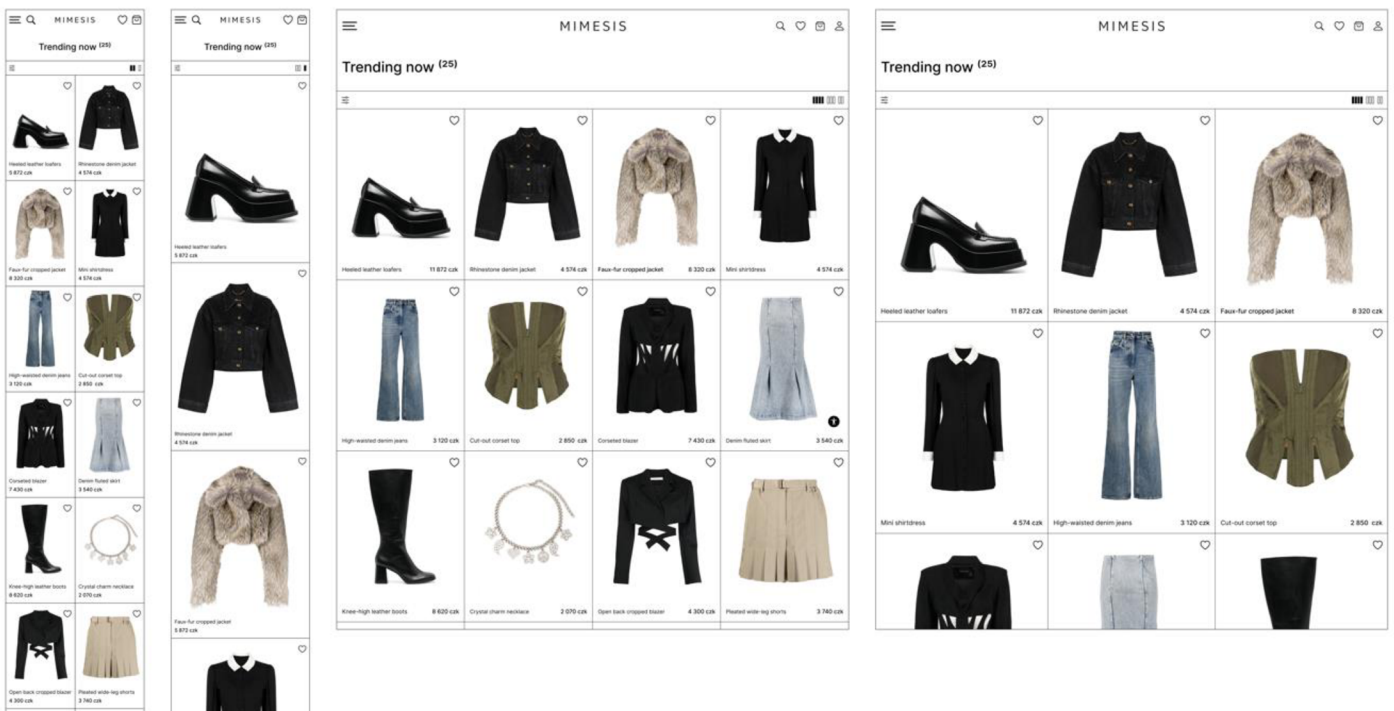 MIMESIS
Trending now (25)
Heeled leather loafers
5 872 czk
Rhinestone denim jacket
4 574 czk
Faux-fur cropped jacket
8 320 czk
Mini shirtdress
4 574 czk
High-waisted denim jeans
3 120 czk
Cut-out corset top
2 850 czk
Corseted blazer
7 430 czk
Denim fluted skirt
3 540 czk
Knee-high leather boots
8 620 czk
Crystal charm necklace
2 070 czk
Open back cropped blazer
4 300 czk
Pleated wide-leg shorts
3 740 czk
MIMESIS
Trending now (25)
Heeled leather loafers
5 872 czk
Rhinestone denim jacket
4 574 czk
Faux-fur cropped jacket
5 872 czk
MIMESIS
Trending now (25)
Heeled leather loafers 11 872 czk
Rhinestone denim jacket 4 574 czk
Faux-fur cropped jacket 8 320 czk
Mini shirtdress 4 574 czk
High-waisted denim jeans 3 120 czk
Cut-out corset top 2 850 czk
Corseted blazer 7 430 czk
Denim fluted skirt 3 540 czk
Knee-high leather boots 8 620 czk
Crystal charm necklace 2 070 czk
Open back cropped blazer 4 300 czk
Pleated wide-leg shorts 3 740 czk
MIMESIS
Trending now (25)
Heeled leather loafers 11 872 czk
Rhinestone denim jacket 4 574 czk
Faux-fur cropped jacket 8 320 czk
Mini shirtdress 4 574 czk
High-waisted denim jeans 3 120 czk
Cut-out corset top 2 850 czk